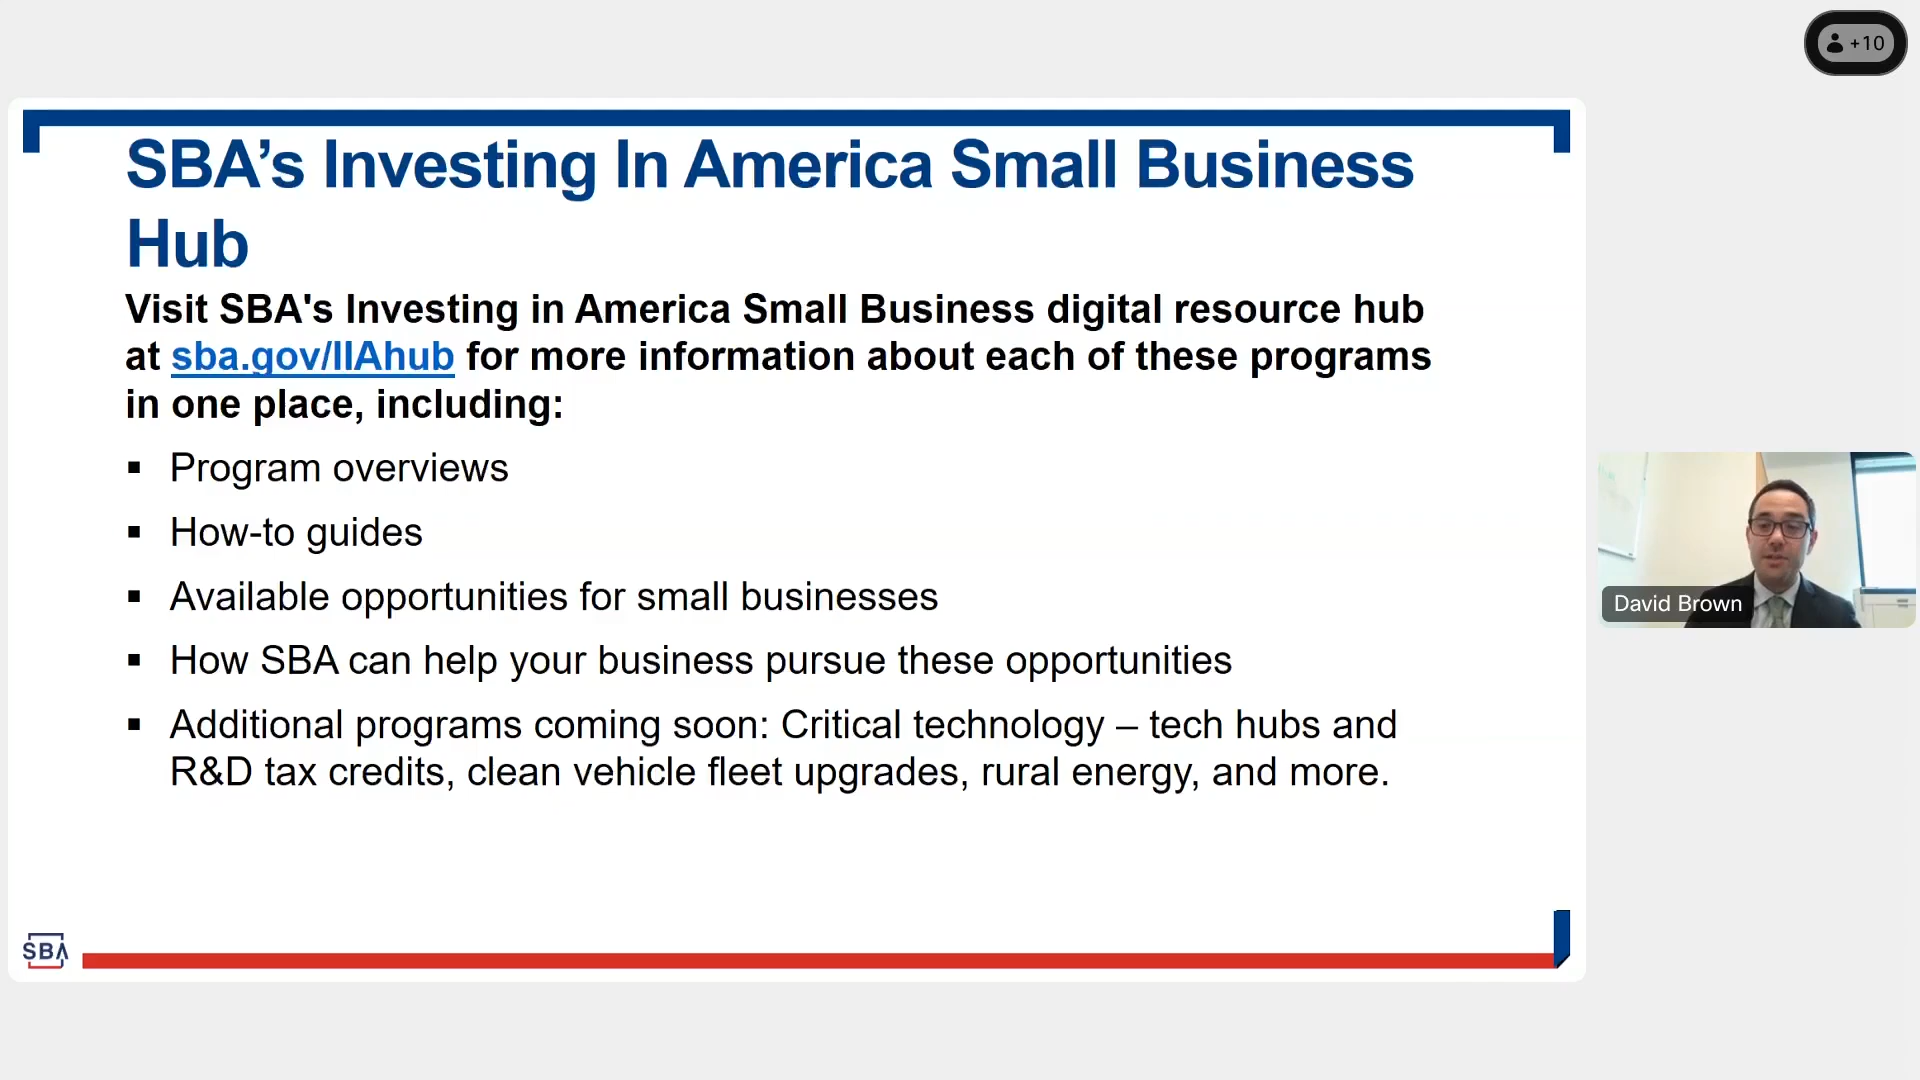 +10
SBA’s Investing In America Small Business
Hub
Visit SBA's Investing in America Small Business digital resource hub
at sba.gov/IIAhub for more information about each of these programs
in one place, including:
▪ Program overviews
▪ How-to guides
▪ Available opportunities for small businesses
▪ How SBA can help your business pursue these opportunities
▪ Additional programs coming soon: Critical technology – tech hubs and
R&D tax credits, clean vehicle fleet upgrades, rural energy, and more.
David Brown
SBA